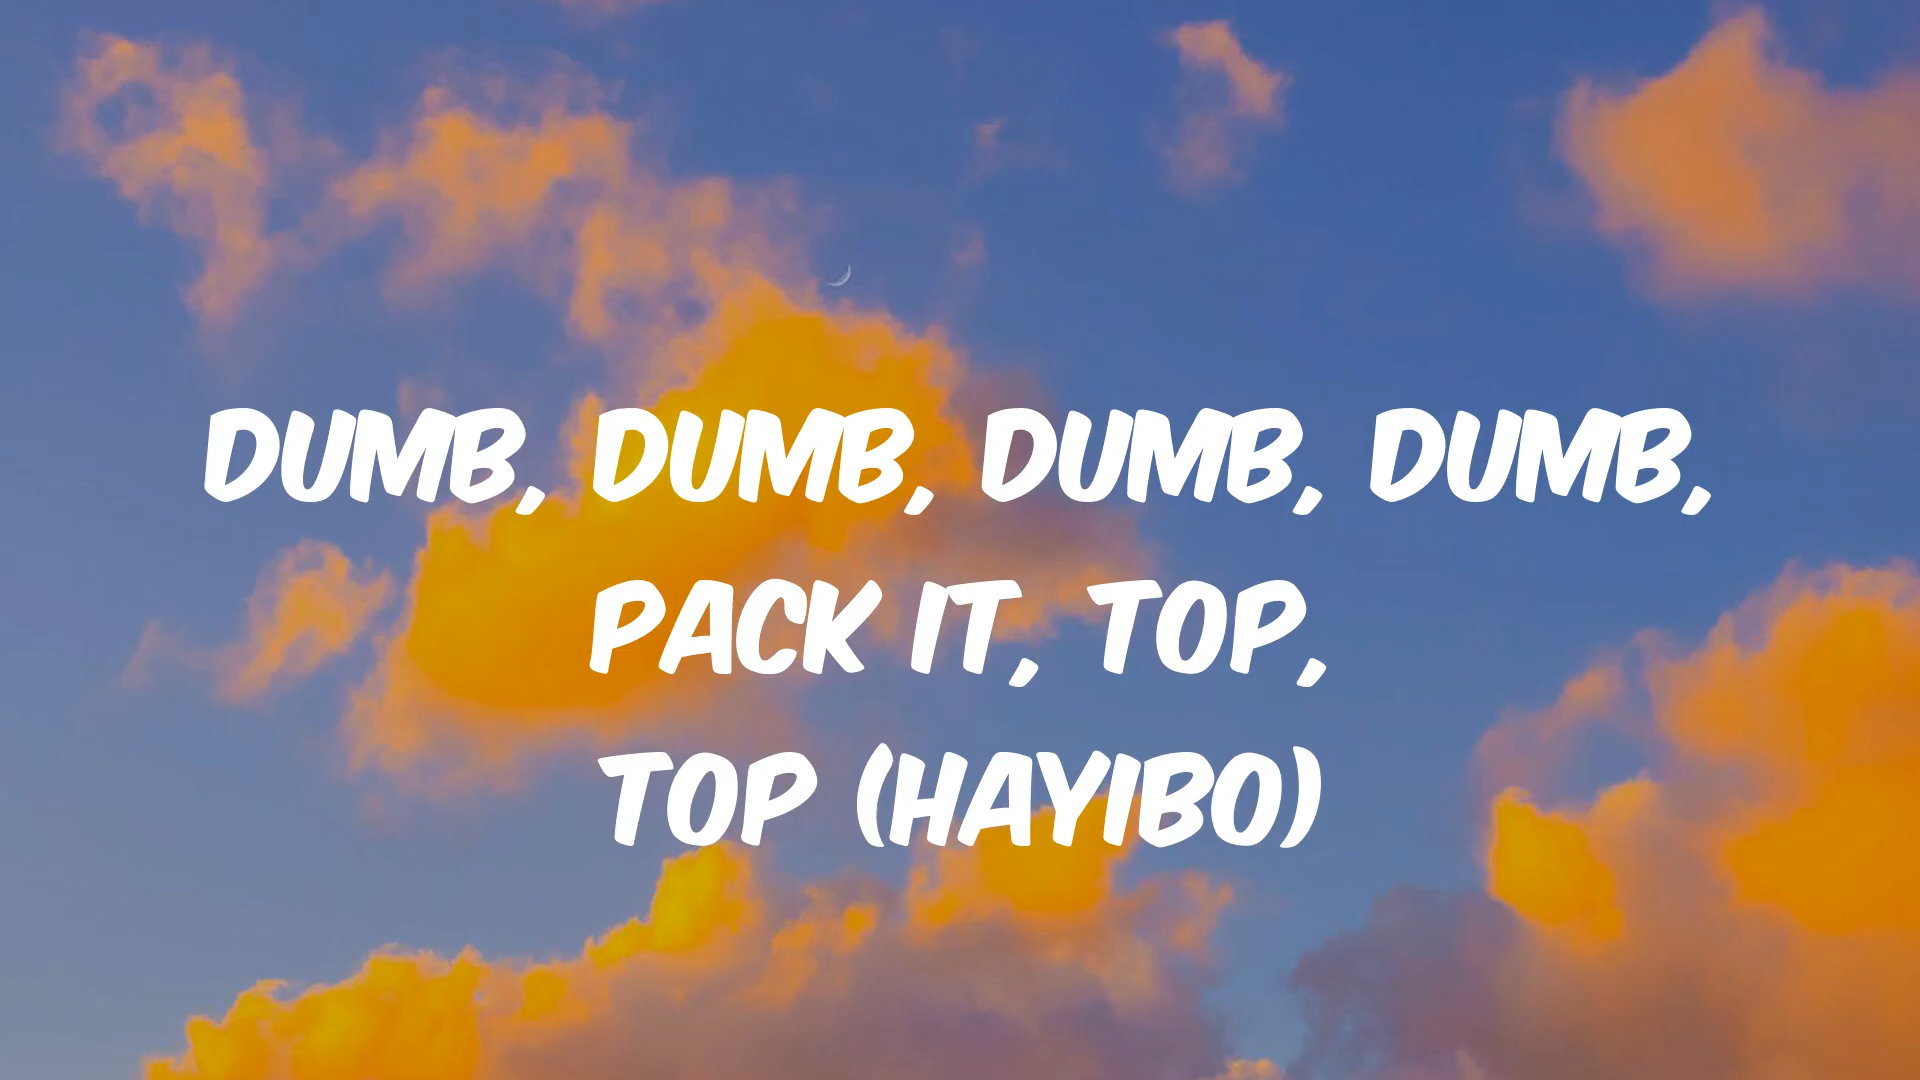 DUMB, DUMB, DUMB, DUMB,
PACK IT, TOP,
TOP (HAYIBO)